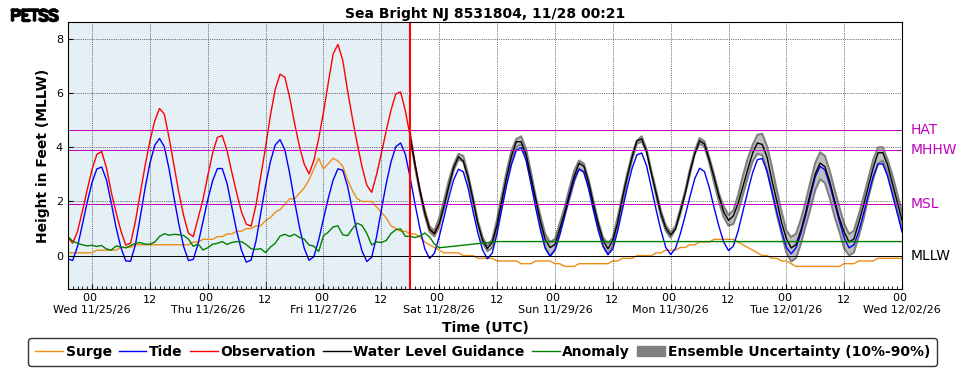 PETSS
Sea Bright NJ 8531804, 11/28 00:21
Height in Feet (MLLW)
8
6
4
2
0
HAT
MHHW
MSL
MLLW
00 12 00 12 00 12 00 12 00 12 00 12 00 12 00
Wed 11/25/26 Thu 11/26/26 Fri 11/27/26 Sat 11/28/26 Sun 11/29/26 Mon 11/30/26 Tue 12/01/26 Wed 12/02/26
Time (UTC)
Surge Tide Observation Water Level Guidance Anomaly Ensemble Uncertainty (10%-90%)